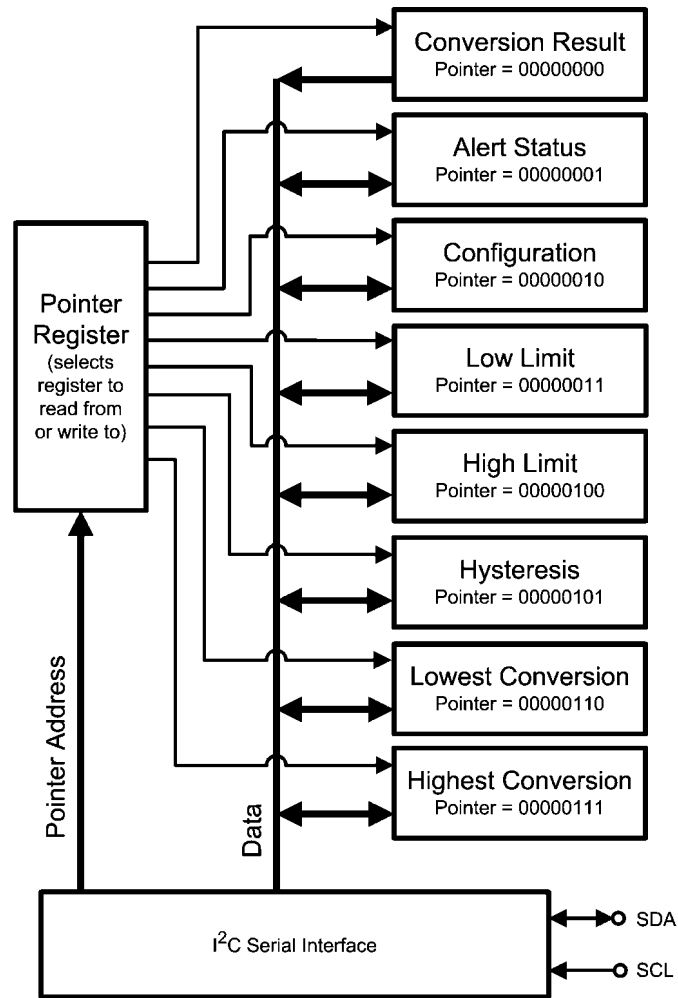 Conversion Result
Pointer = 00000000
Alert Status
Pointer = 00000001
Configuration
Pointer = 00000010
Low Limit
Pointer = 00000011
High Limit
Pointer = 00000100
Hysteresis
Pointer = 00000101
Lowest Conversion
Pointer = 00000110
Highest Conversion
Pointer = 00000111
Pointer
Register
(selects
register to
read from
or write to)
Pointer Address
Data
I²C Serial Interface
SDA
SCL